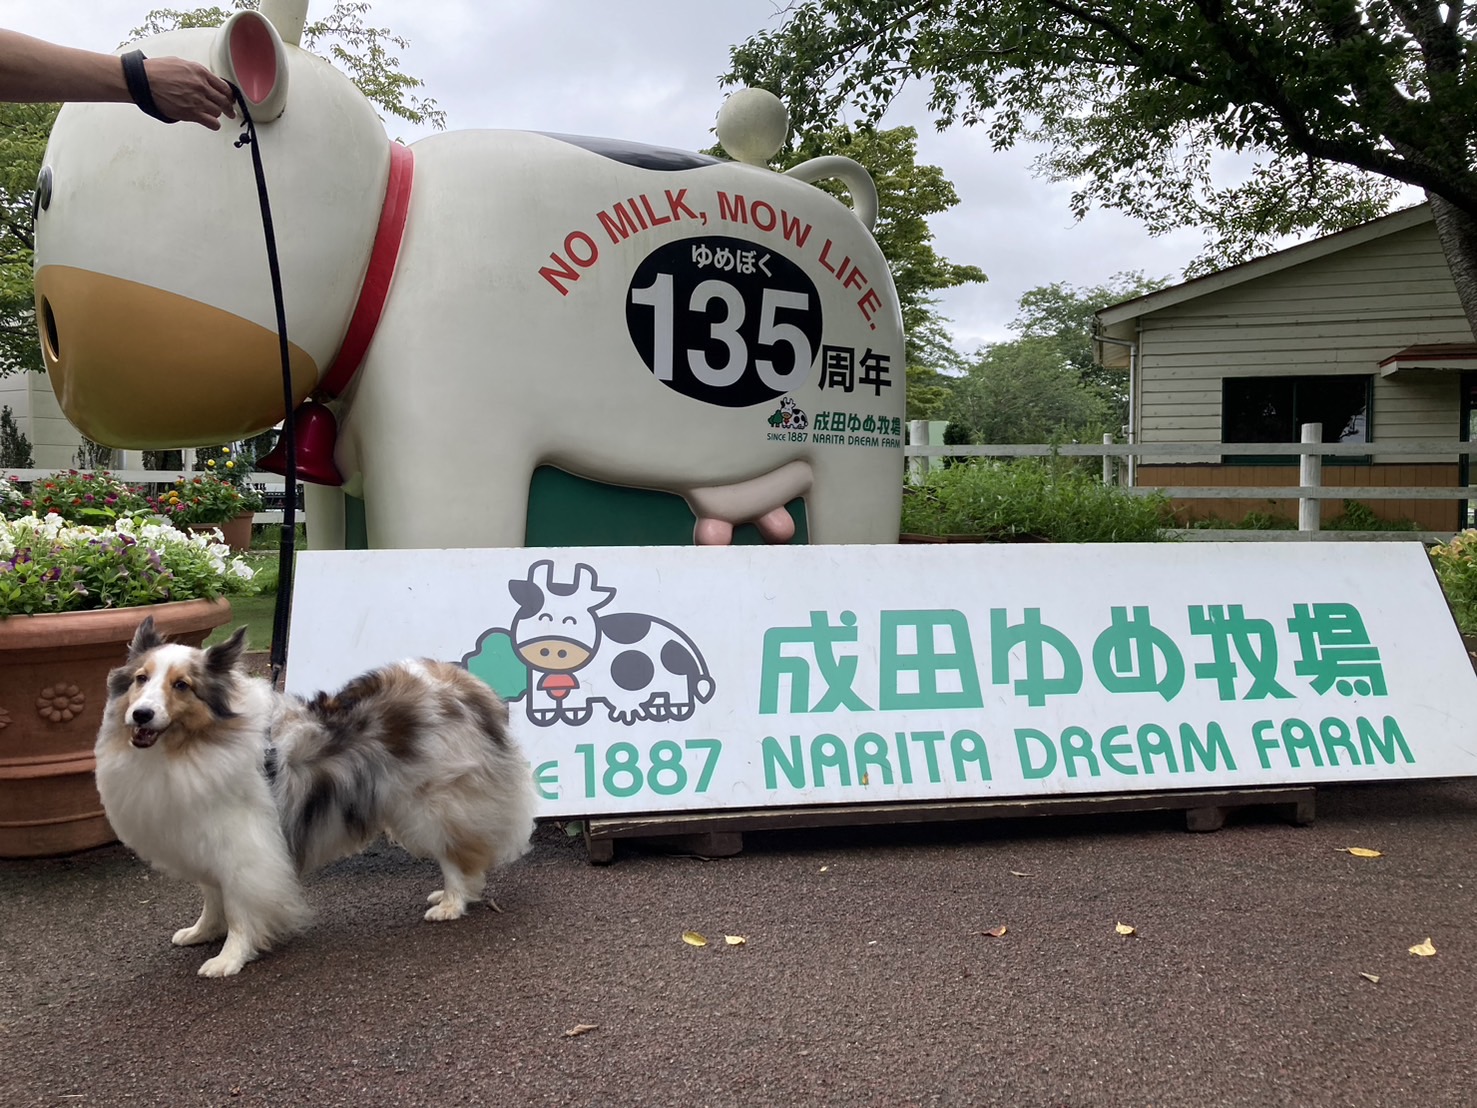 NO MILK, MOW LIFE.
ゆめぼく
135
周年
成田ゆめ牧場
SINCE 1887 NARITA DREAM FARM
成田ゆめ牧場
1887 NARITA DREAM FARM